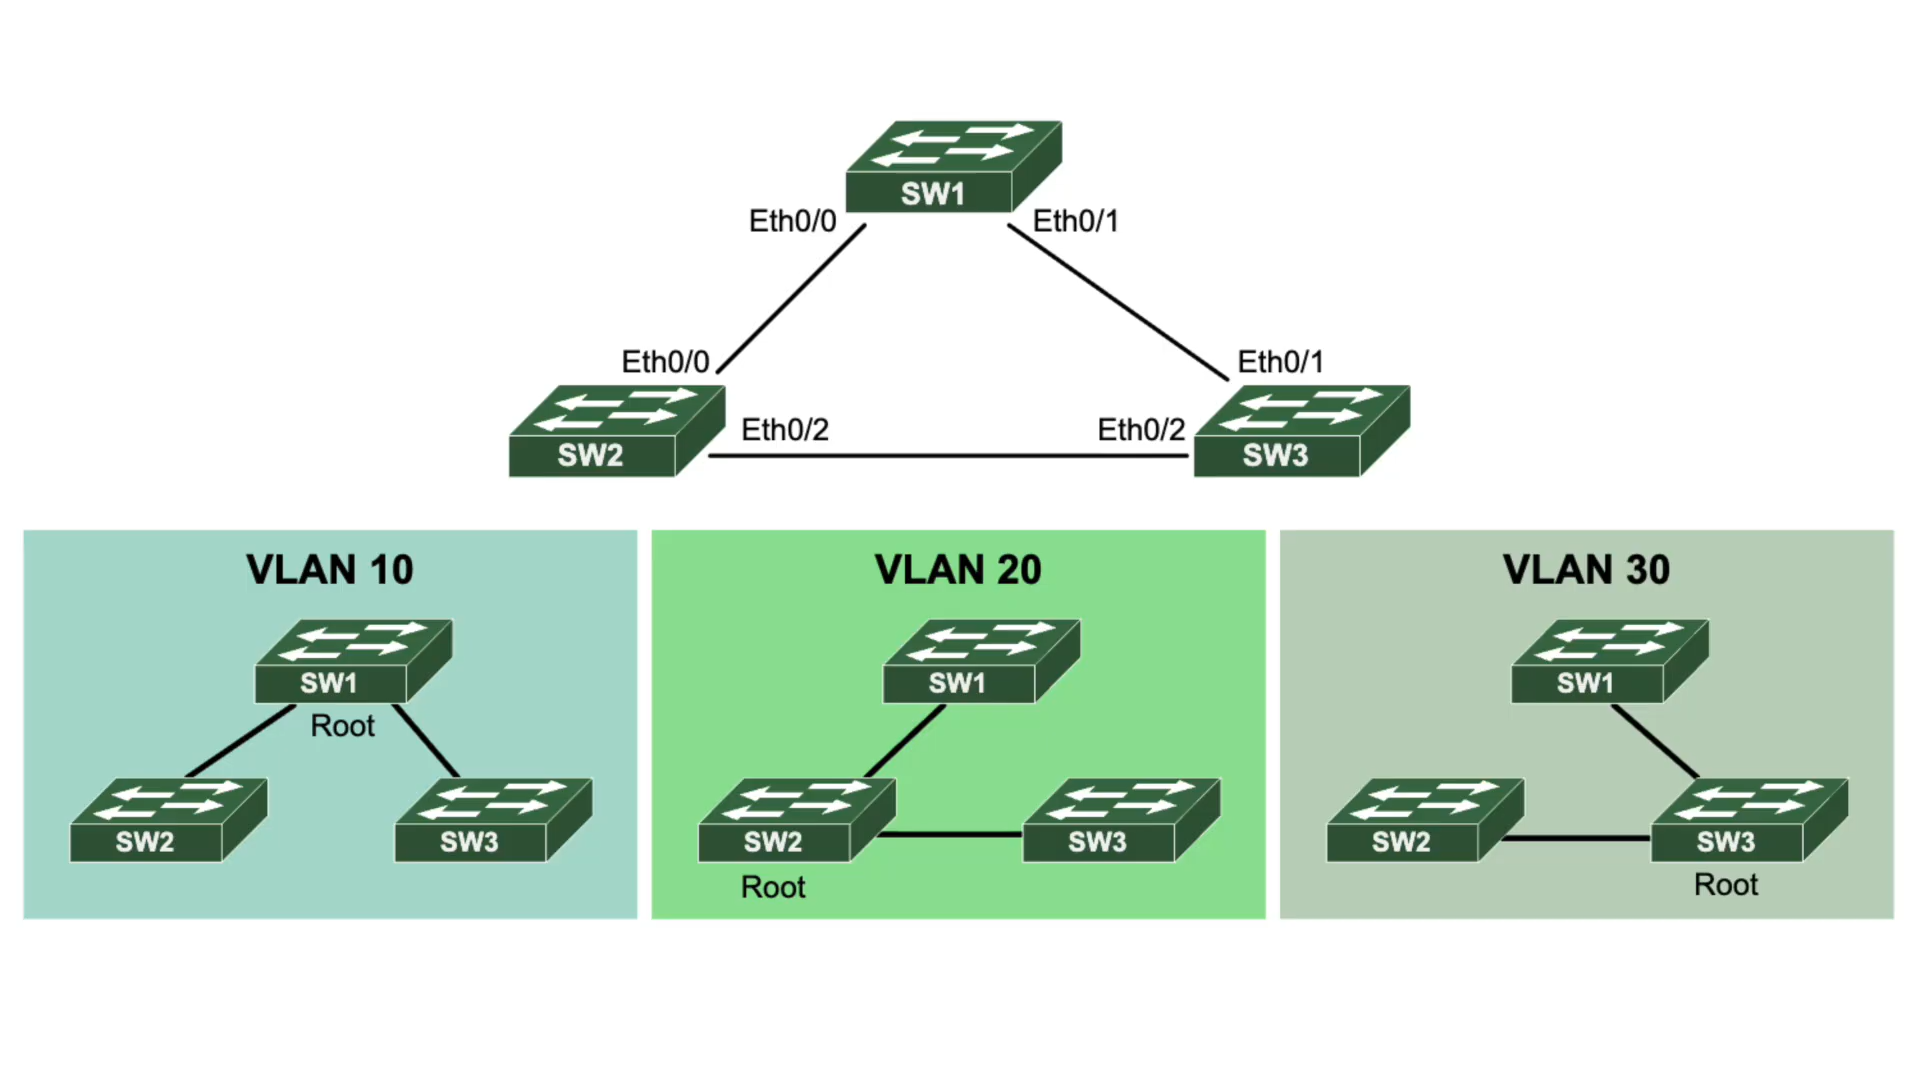 SW1
Eth0/0
Eth0/1
Eth0/0
Eth0/1
SW2
Eth0/2
Eth0/2
SW3
VLAN 10
SW1
Root
SW2
SW3
VLAN 20
SW1
SW2
SW3
Root
VLAN 30
SW1
SW2
SW3
Root